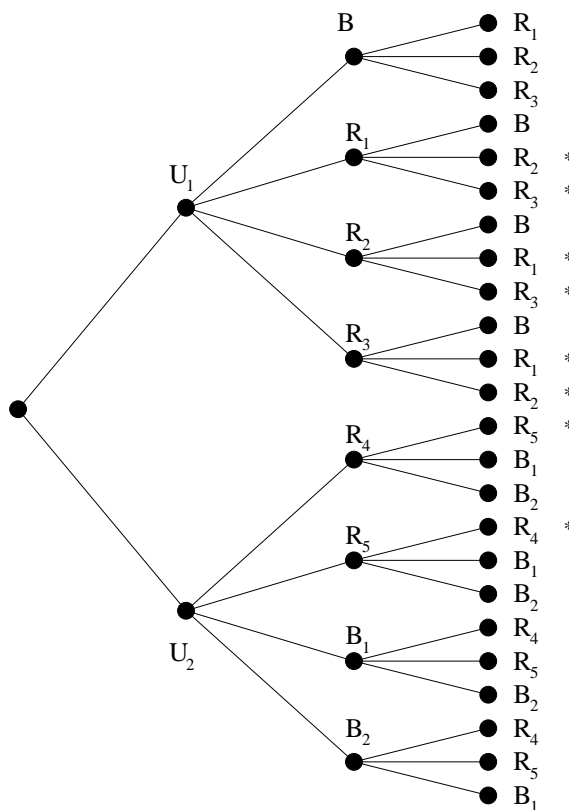 B
R₁
R₂
R₃
R₁
B
R₂ *
R₃ *
U₁
R₂
B
R₁ *
R₃ *
R₃
B
R₁ *
R₂ *
R₄
R₅ *
B₁
B₂
R₅
R₄ *
B₁
B₂
U₂
B₁
R₄
R₅
B₂
B₂
R₄
R₅
B₁